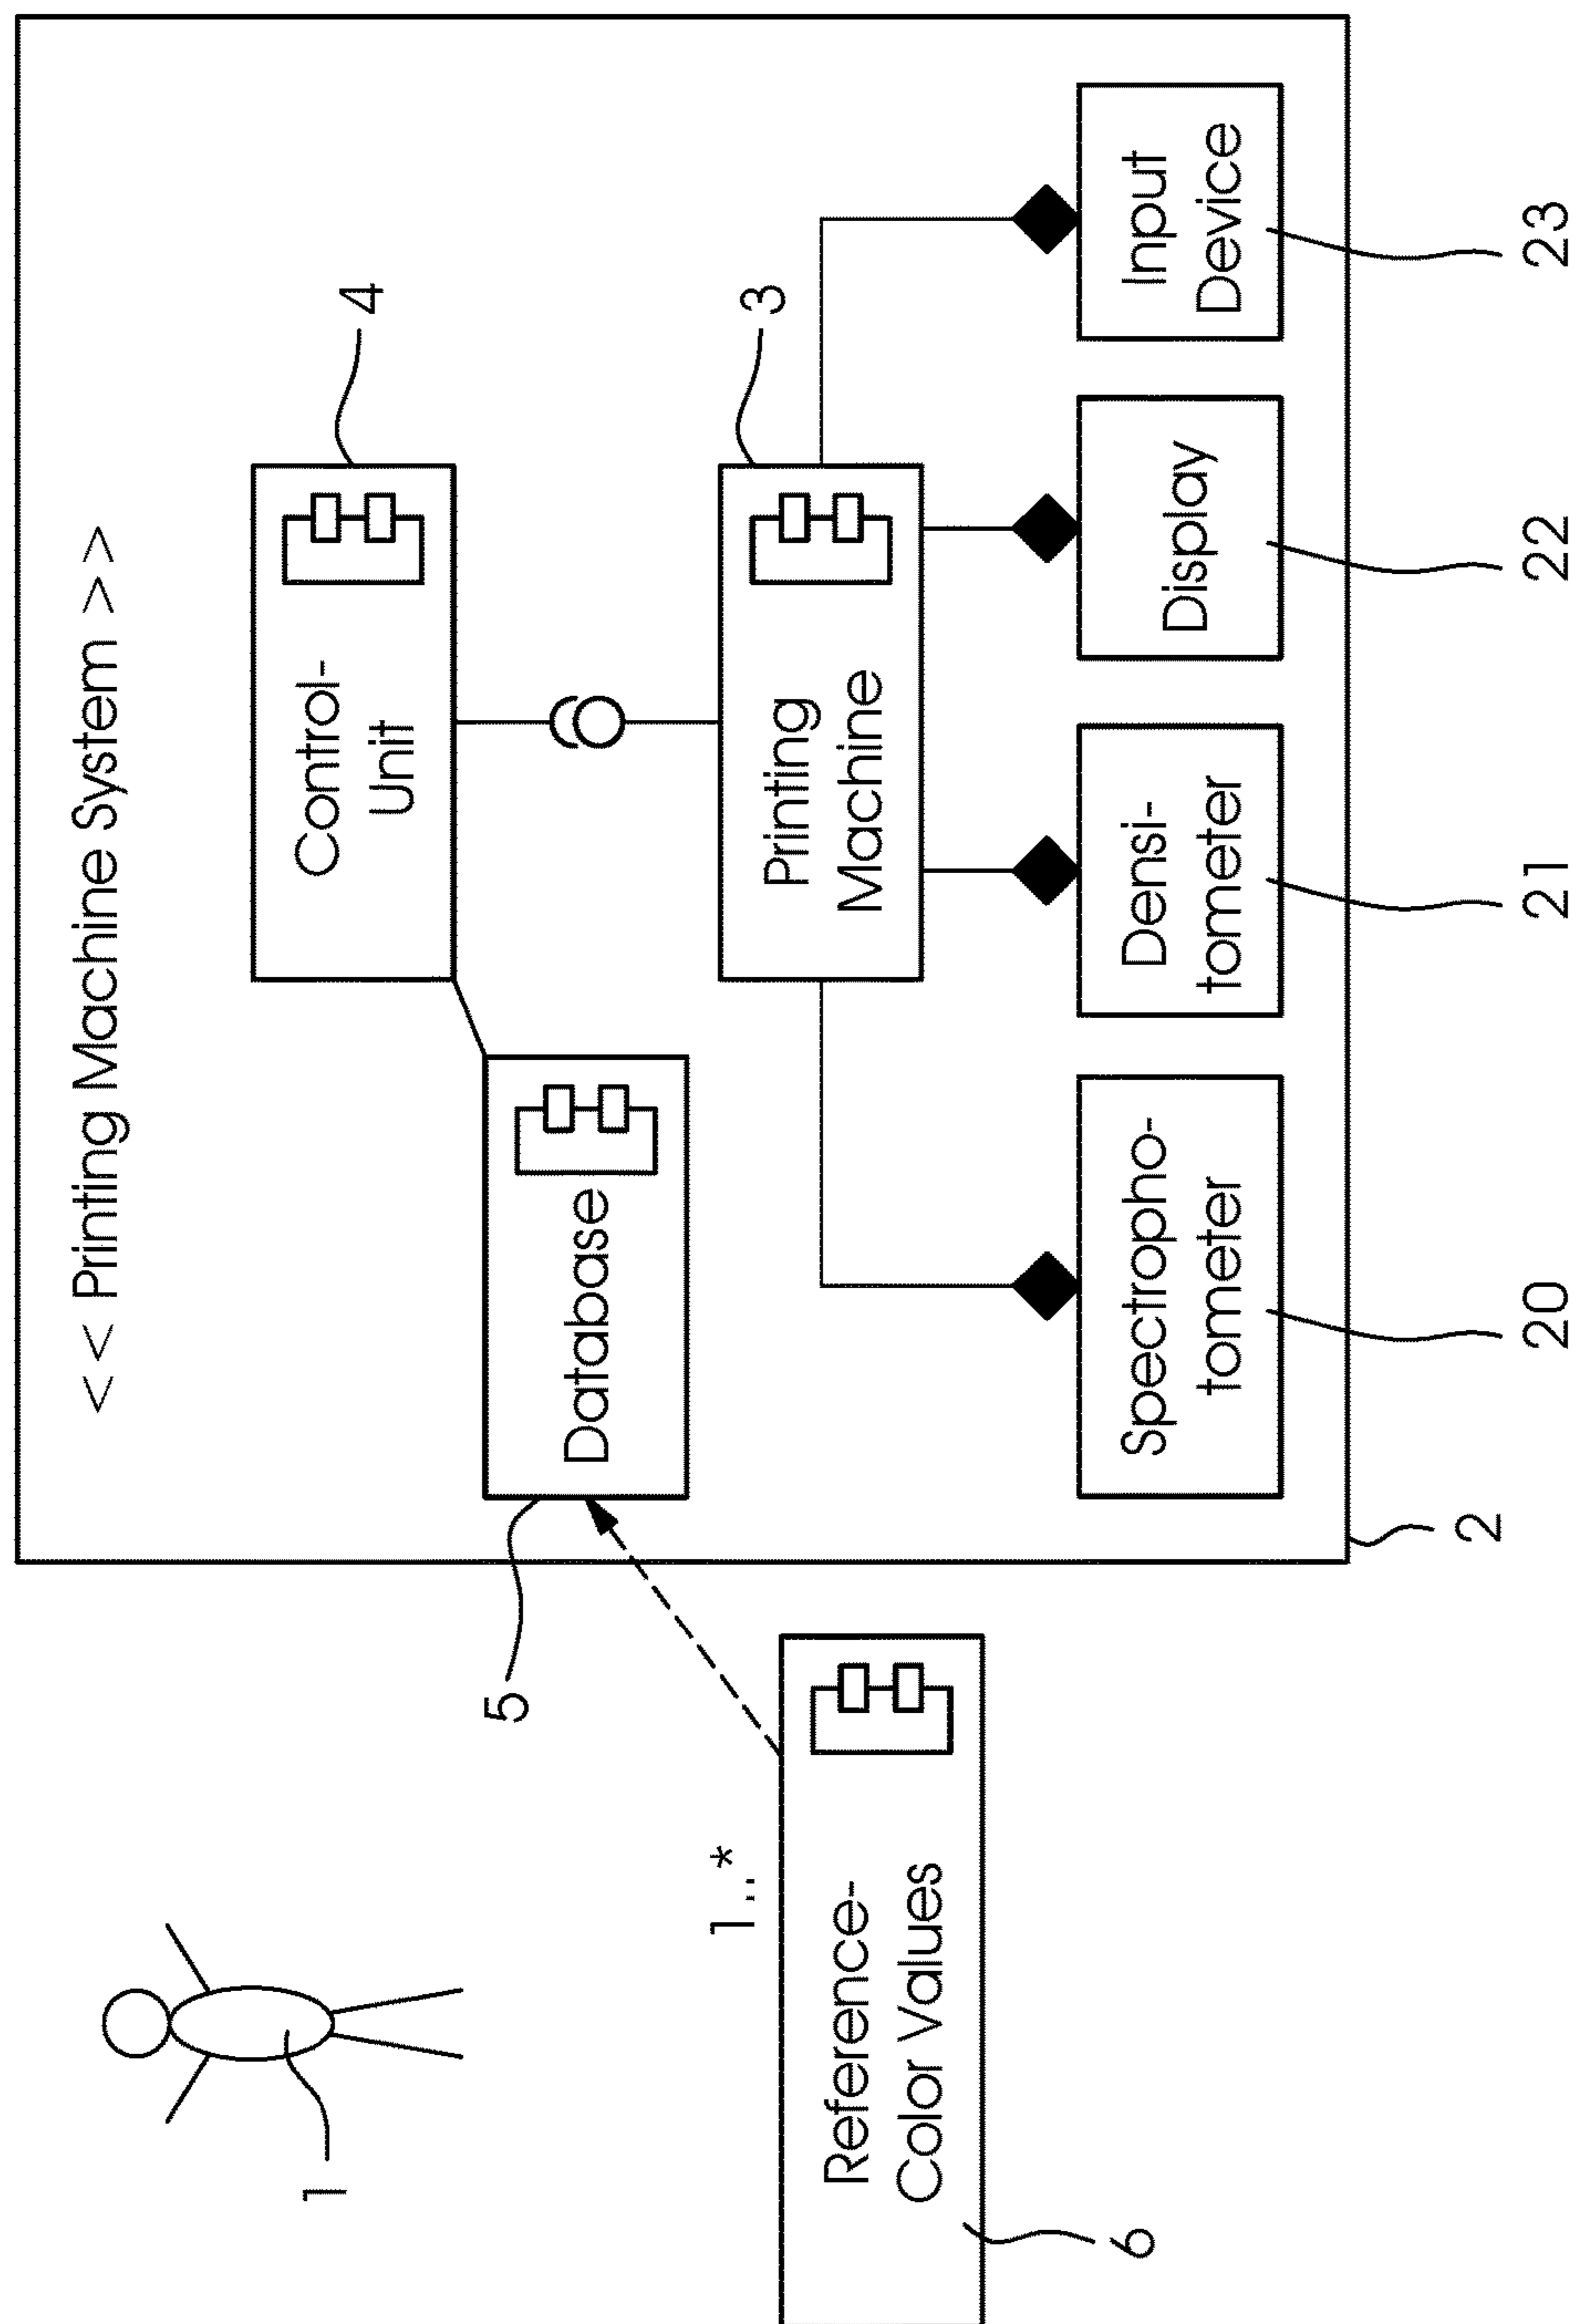 << Printing Machine System >>
4
Control-
Unit
5
Database
1
3
Printing
Machine
1..*
Reference-
Color Values
6
Spectropho-
tometer
Densi-
tometer
Display
Input
Device
2
20
21
22
23